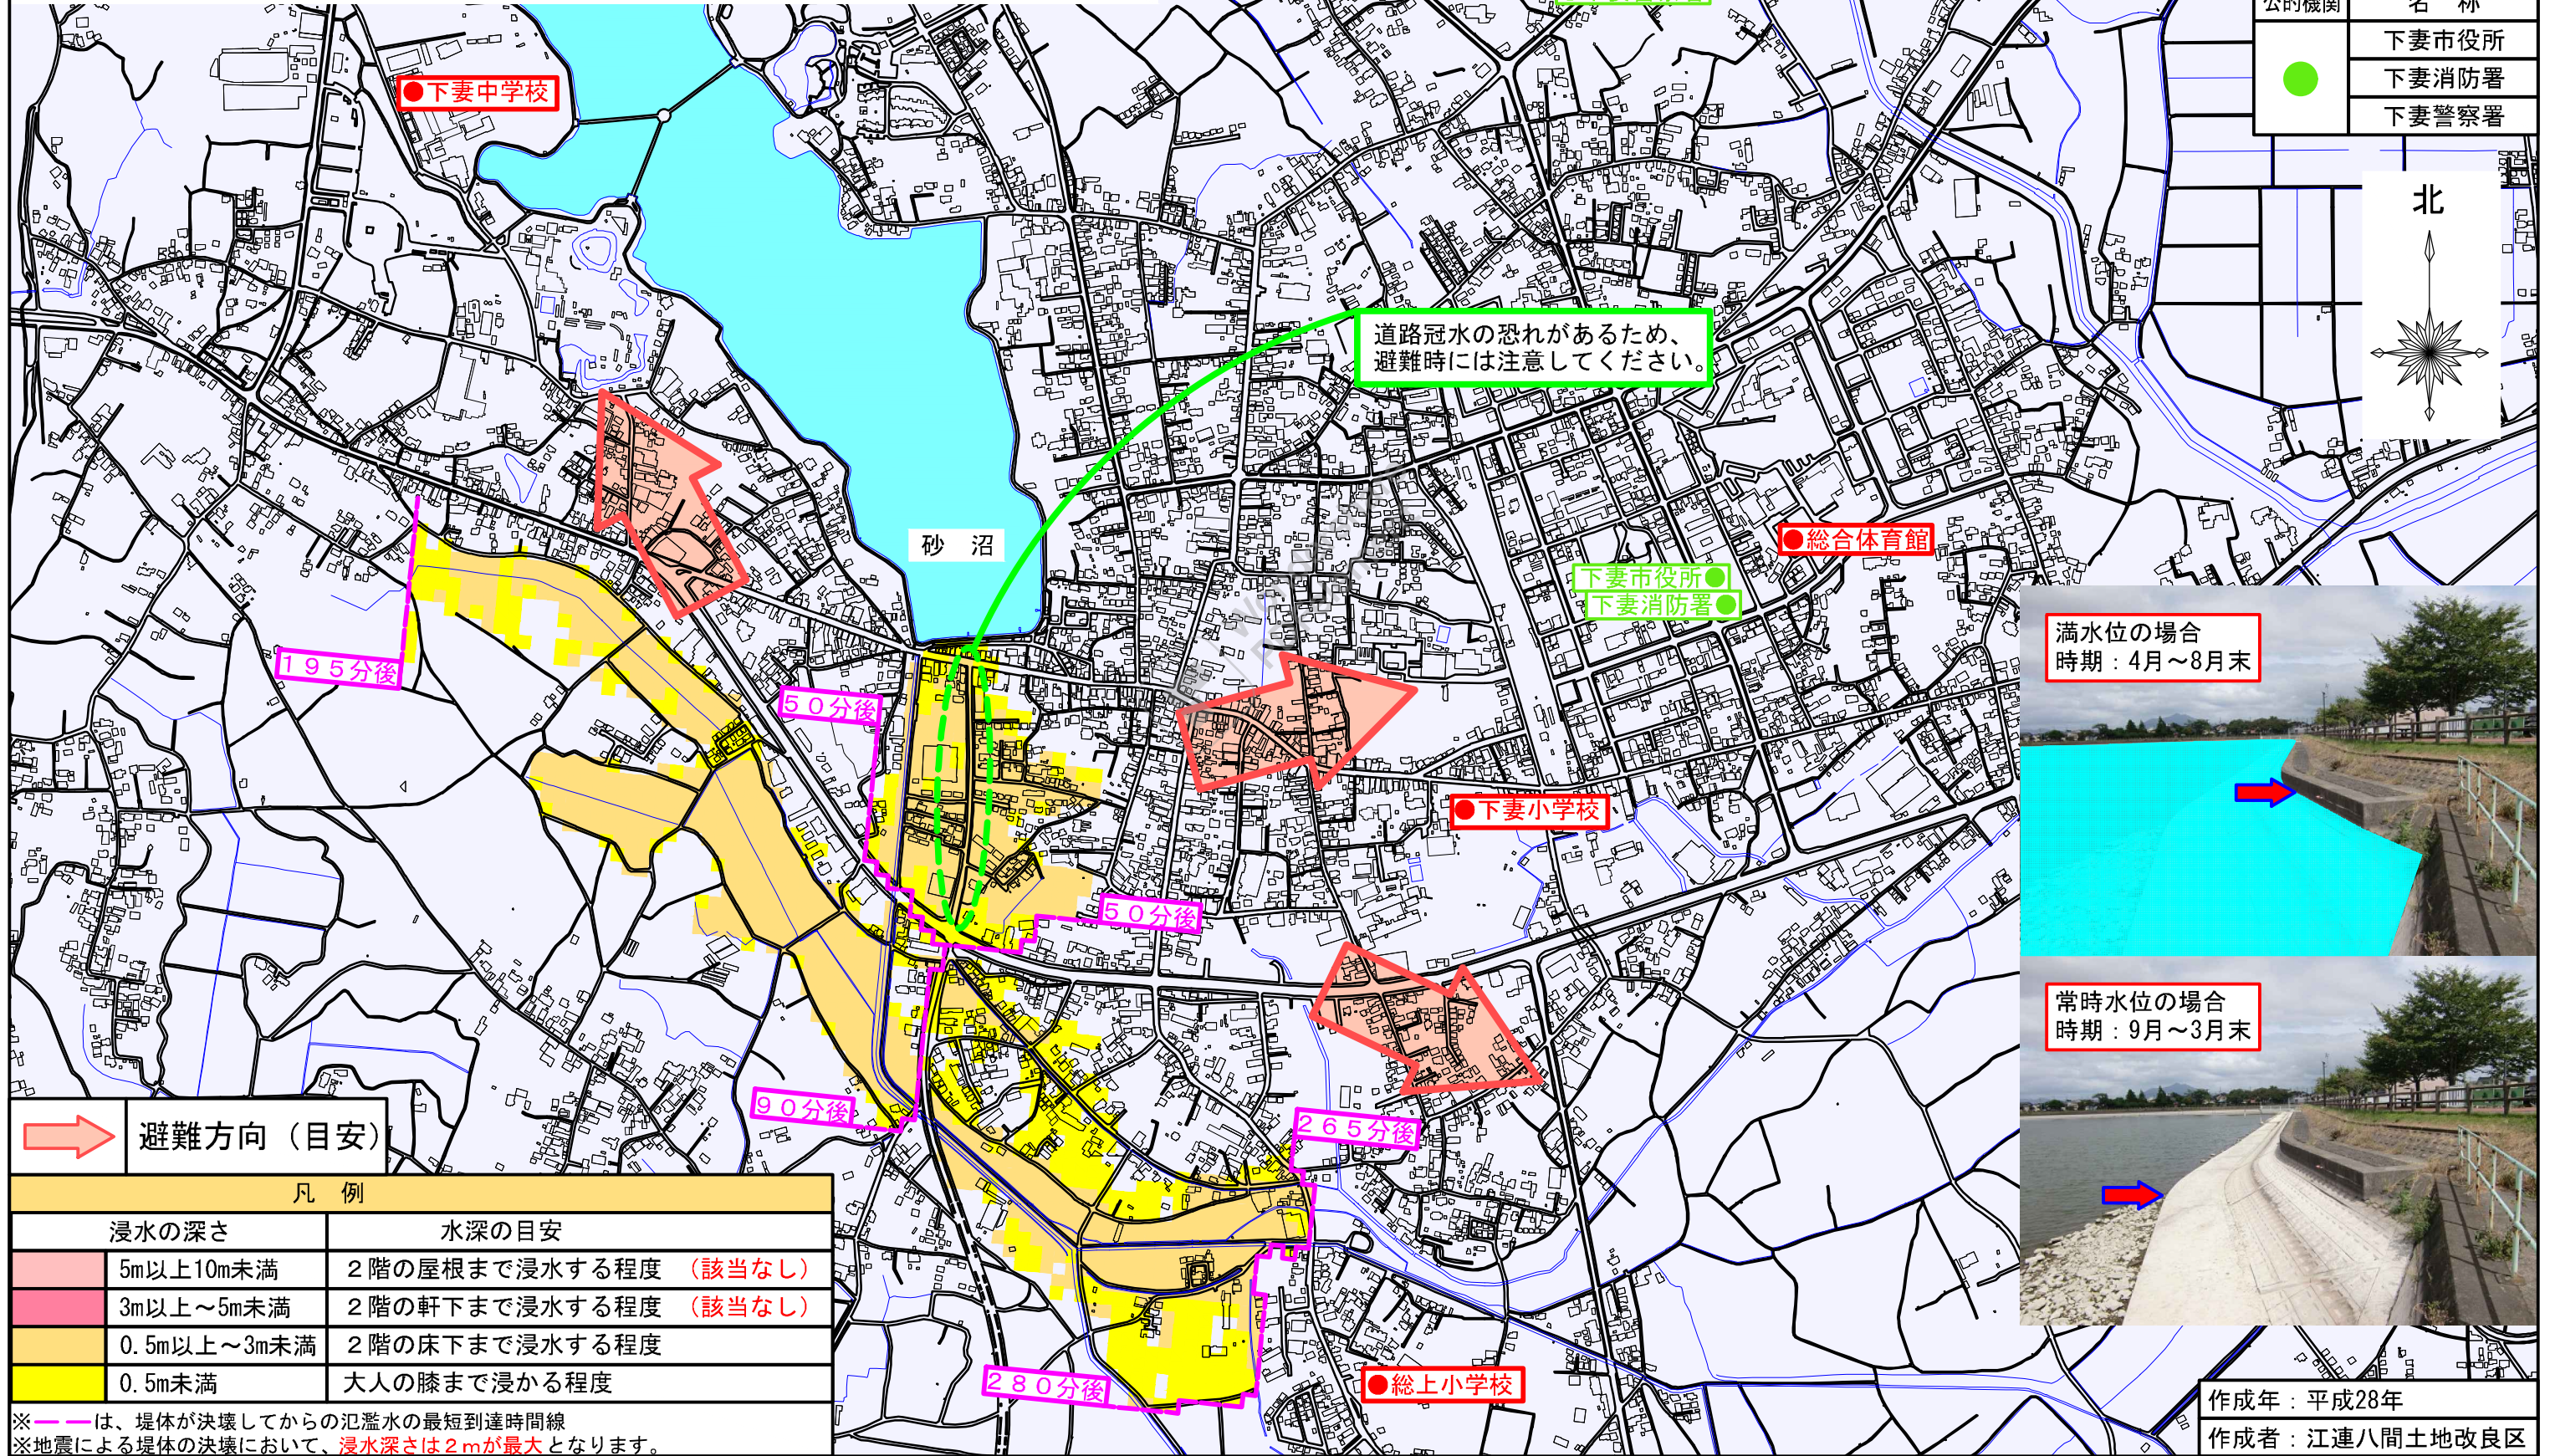 公的機関 名 称
下妻市役所
下妻消防署
下妻警察署
●下妻中学校
北
道路冠水の恐れがあるため、
避難時には注意してください。
砂 沼
●総合体育館
下妻市役所●
下妻消防署●
満水位の場合
時期：4月～8月末
１９５分後
５０分後
●下妻小学校
５０分後
常時水位の場合
時期：9月～3月末
９０分後
２６５分後
避難方向（目安）
凡 例
浸水の深さ 水深の目安
5m以上10m未満 ２階の屋根まで浸水する程度 （該当なし）
3m以上～5m未満 ２階の軒下まで浸水する程度 （該当なし）
0.5m以上～3m未満 ２階の床下まで浸水する程度
0.5m未満 大人の膝まで浸かる程度
２８０分後
●総上小学校
※ーーは、堤体が決壊してからの氾濫水の最短到達時間線
※地震による堤体の決壊において、浸水深さは２ｍが最大となります。
作成年：平成28年
作成者：江連八間土地改良区